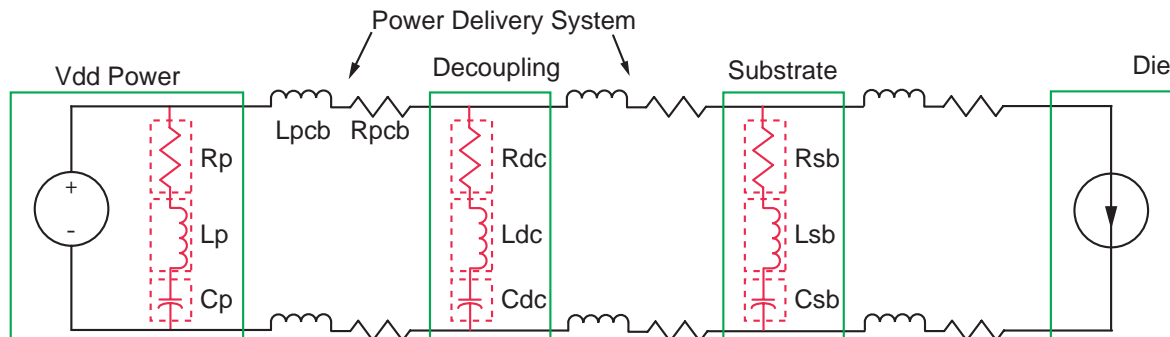 Power Delivery System
Vdd Power
Decoupling
Substrate
Die
Lpcb
Rpcb
Rp
Rdc
Rsb
+
-
Lp
Ldc
Lsb
Cp
Cdc
Csb